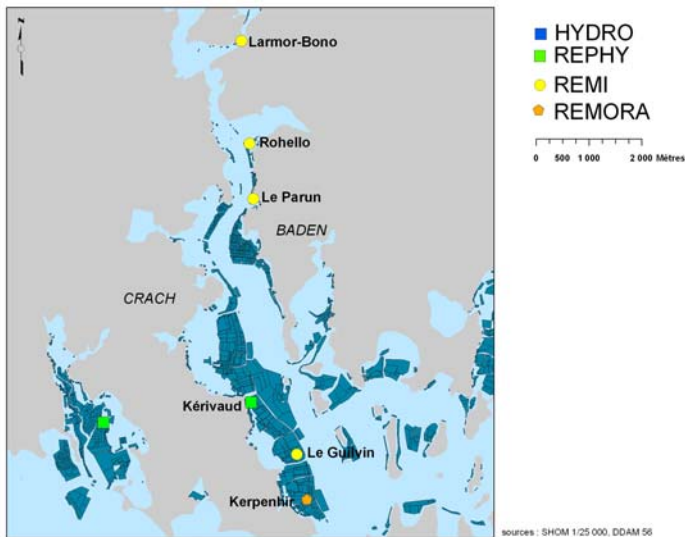 N
Larmor-Bono
Rohello
Le Parun
BADEN
CRACH
Kérivaud
Le Guilvin
Kerpenhir
HYDRO
REPHY
REMI
REMORA
0 500 1 000 2 000 Mètres
sources : SHOM 1/25 000, DDAM 56